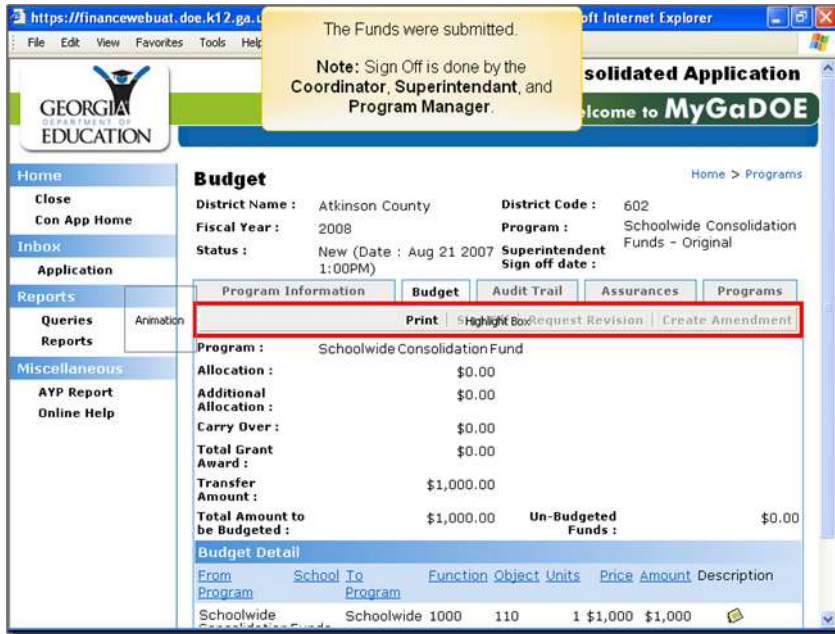 https://financewebuat.doe.k12.ga.u
oft Internet Explorer
File Edit View Favorites Tools Help
The Funds were submitted.
Note: Sign Off is done by the
Coordinator, Superintendant, and
Program Manager.
solidated Application
elcome to MyGaDOE
GEORGIA
DEPARTMENT OF
EDUCATION
Home
Close
Con App Home
Inbox
Application
Reports
Queries
Reports
Miscellaneous
AYP Report
Online Help
Animation
Budget
Home > Programs
District Name : Atkinson County District Code : 602
Fiscal Year : 2008 Program : Schoolwide Consolidation
Funds - Original
Status : New (Date : Aug 21 2007 1:00PM) Superintendent
Sign off date :
Program Information Budget Audit Trail Assurances Programs
Print | Highlight Box Request Revision | Create Amendment
Program : Schoolwide Consolidation Fund
Allocation : $0.00
Additional
Allocation : $0.00
Carry Over : $0.00
Total Grant
Award : $0.00
Transfer
Amount : $1,000.00
Total Amount to
be Budgeted : $1,000.00 Un-Budgeted
Funds : $0.00
Budget Detail
From Program School To Program Function Object Units Price Amount Description
Schoolwide Schoolwide 1000 110 1 $1,000 $1,000